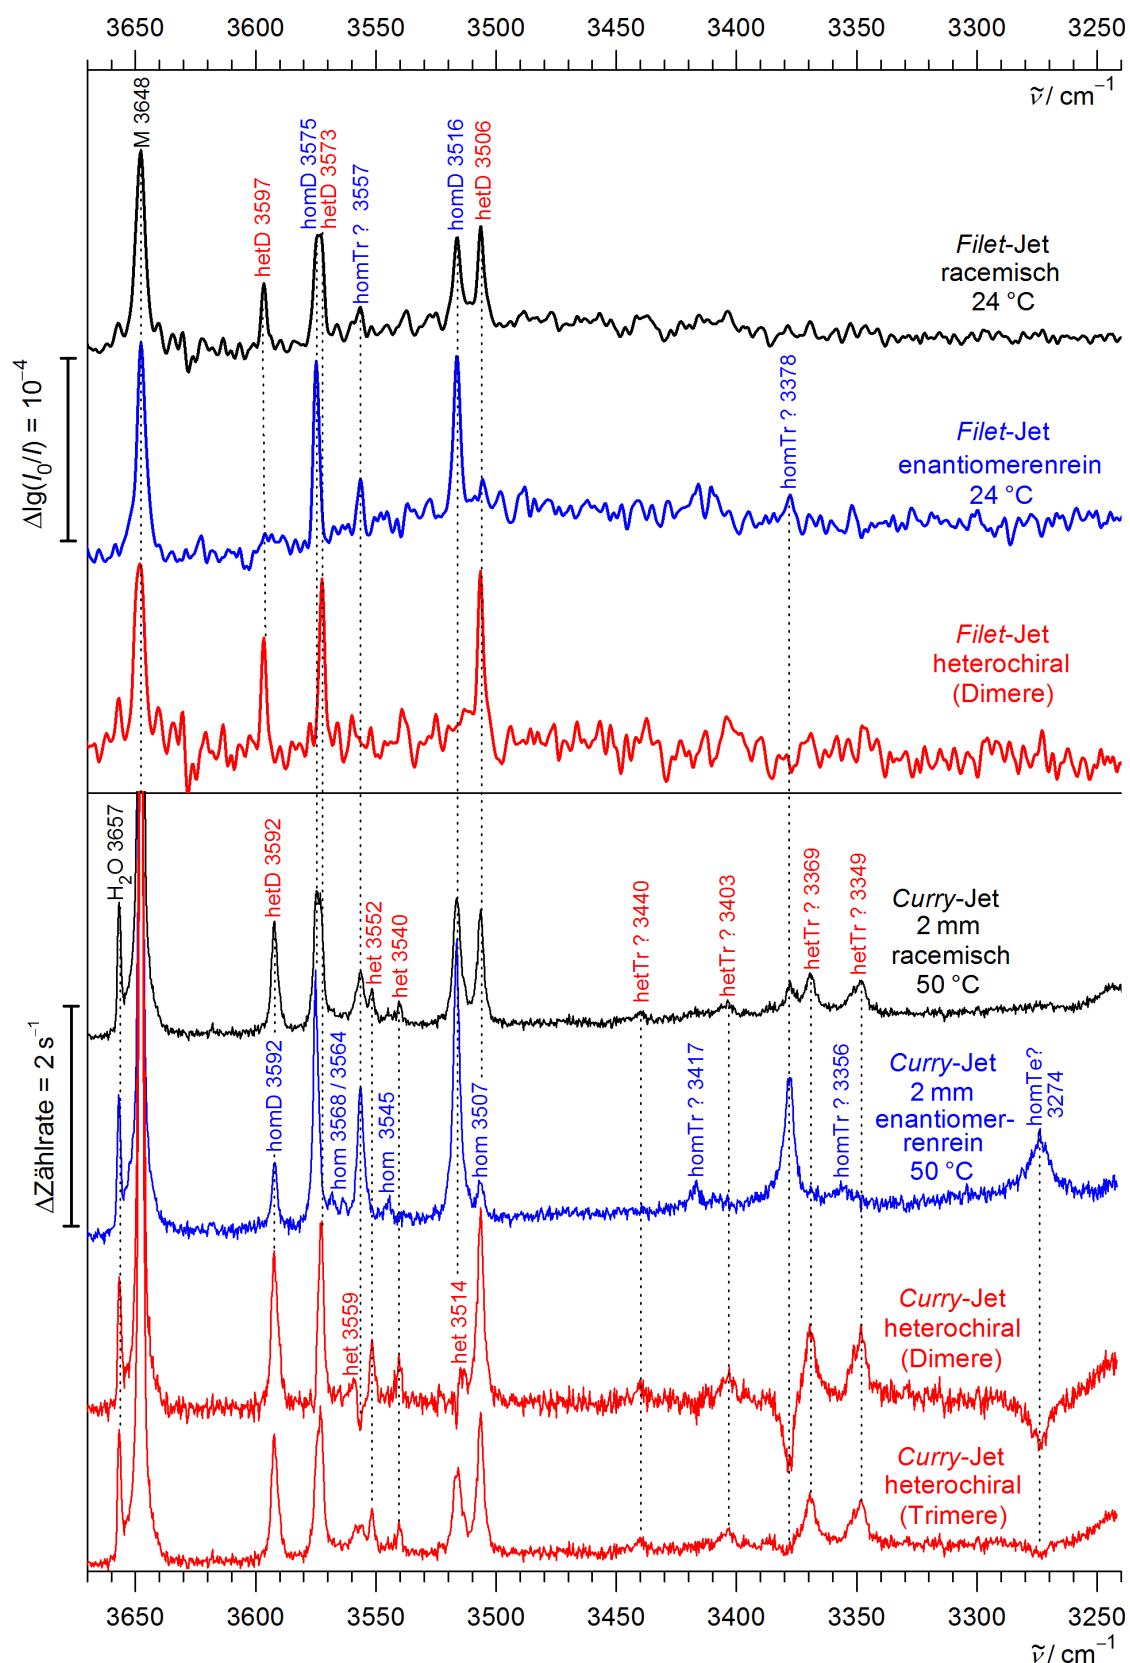 3650 3600 3550 3500 3450 3400 3350 3300 3250
ν̃ / cm⁻¹
M 3648
hetD 3597
homD 3575
hetD 3573
homTr ? 3557
homD 3516
hetD 3506
Filet-Jet
racemisch
24 °C
Δlg(I₀/I) = 10⁻⁴
homTr ? 3378
Filet-Jet
enantiomerenrein
24 °C
Filet-Jet
heterochiral
(Dimere)
H₂O 3657
hetD 3592
het 3552
het 3540
hetTr ? 3440
hetTr ? 3403
hetTr ? 3369
hetTr ? 3349
Curry-Jet
2 mm
racemisch
50 °C
ΔZählrate = 2 s⁻¹
homD 3592
hom 3568 / 3564
hom 3545
hom 3507
homTr ? 3417
homTr ? 3356
homTe?
3274
Curry-Jet
2 mm
enantiomer-
renrein
50 °C
het 3559
het 3514
Curry-Jet
heterochiral
(Dimere)
Curry-Jet
heterochiral
(Trimere)
3650 3600 3550 3500 3450 3400 3350 3300 3250
ν̃ / cm⁻¹